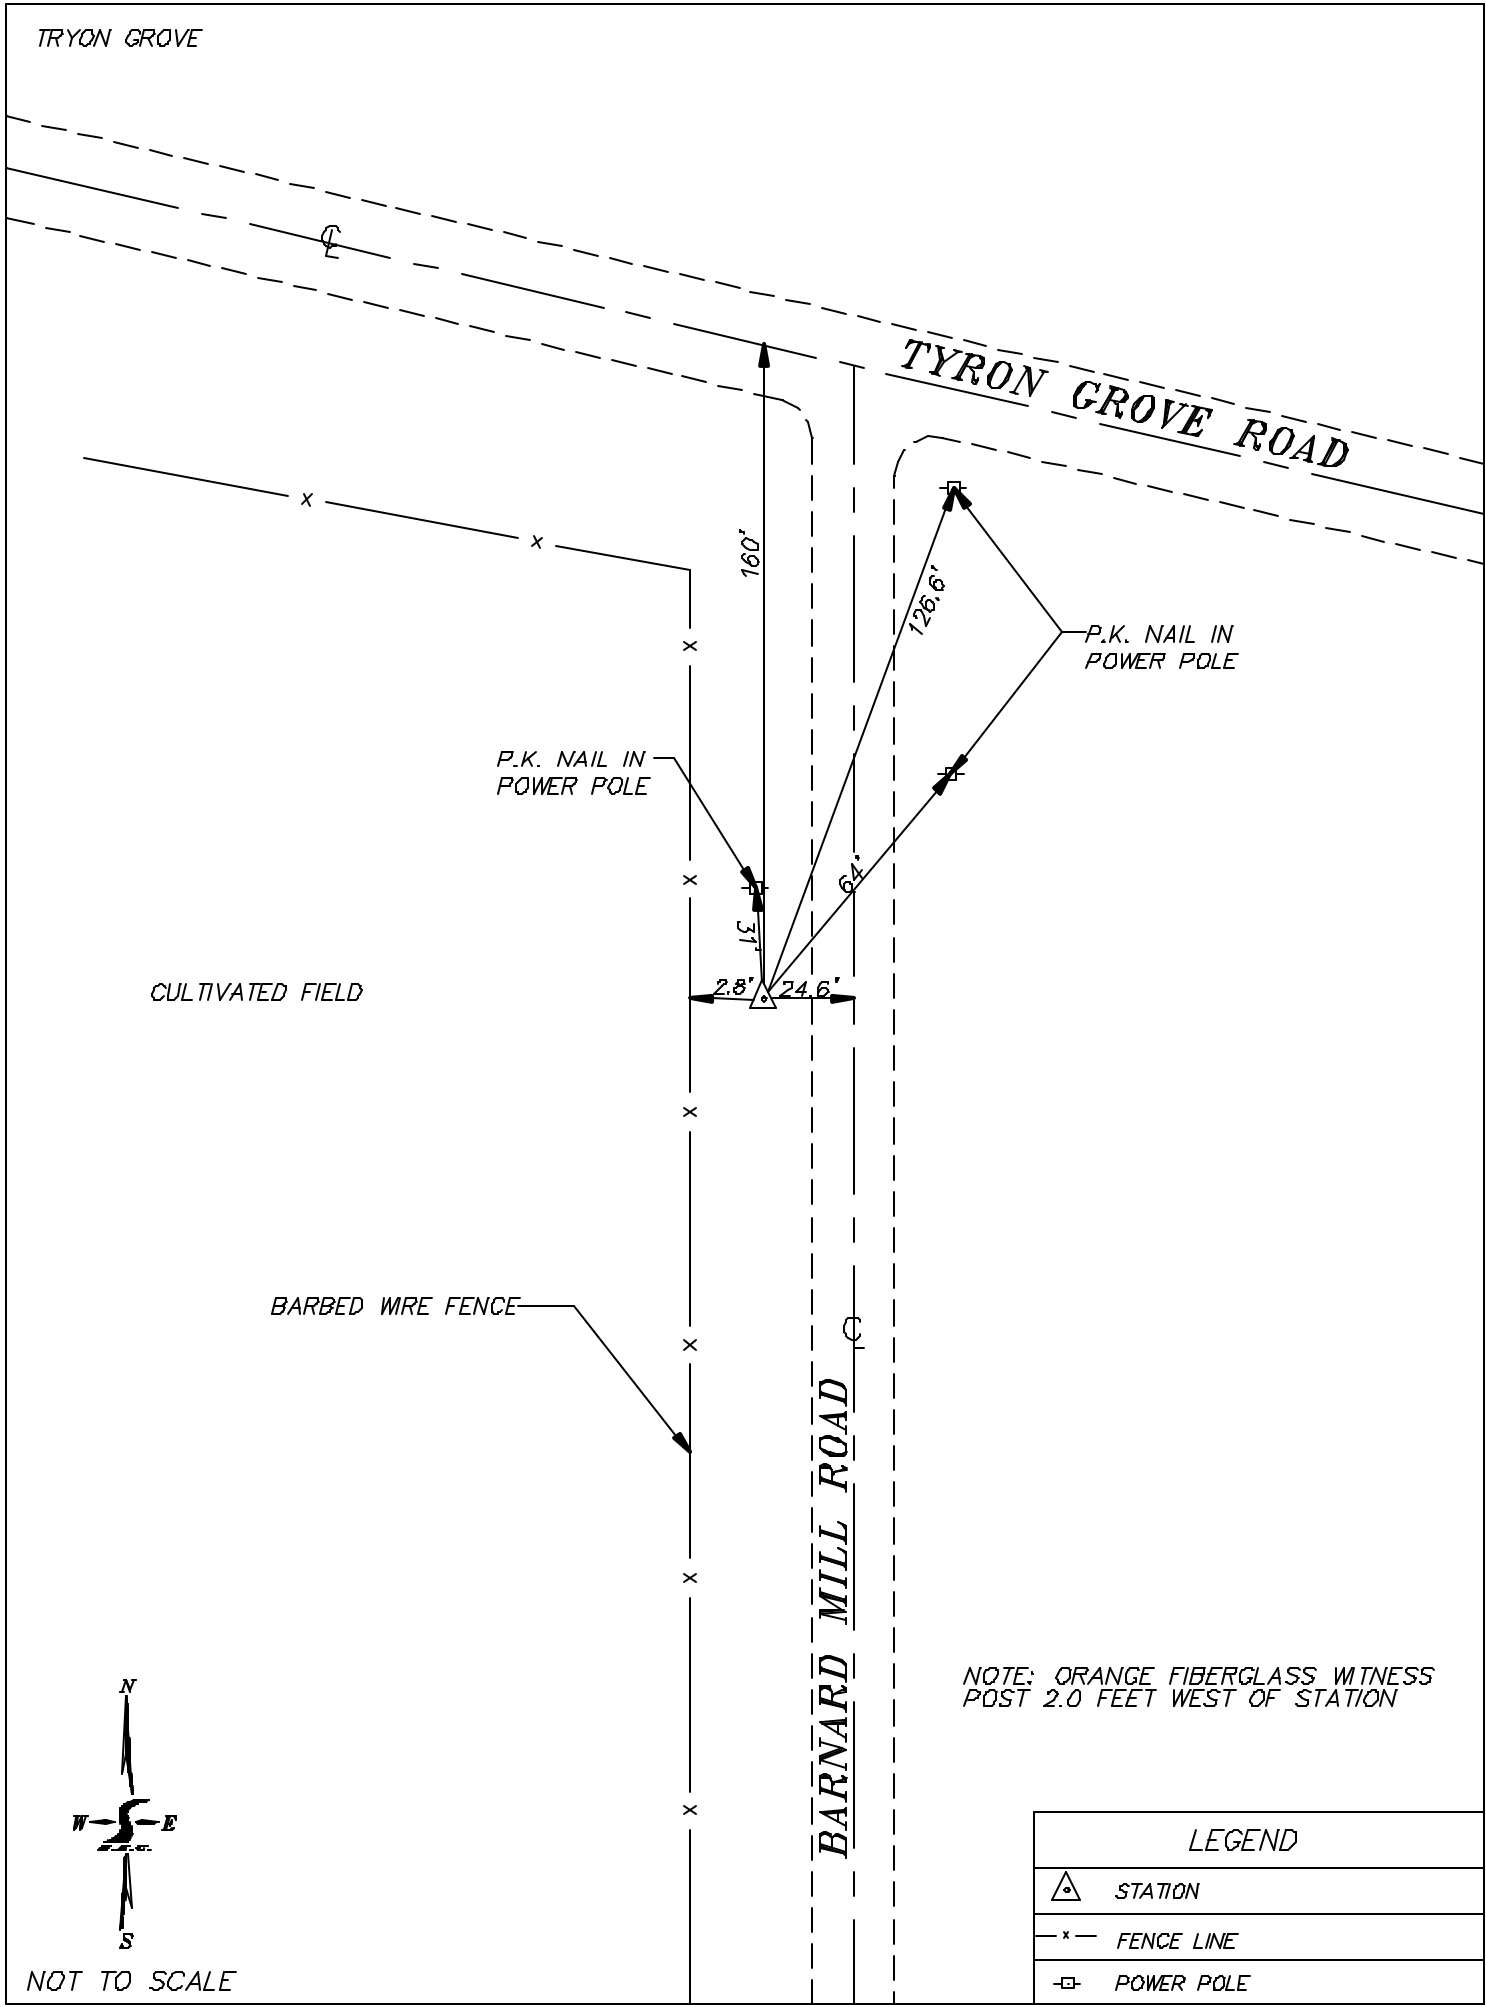 TRYON GROVE
℄
TYRON GROVE ROAD
x
x
160'
126.6'
x
P.K. NAIL IN
POWER POLE
P.K. NAIL IN
POWER POLE
64'
x
31'
CULTIVATED FIELD
2.8'
24.6'
x
BARBED WIRE FENCE
℄
x
BARNARD MILL ROAD
x
NOTE: ORANGE FIBERGLASS WITNESS
POST 2.0 FEET WEST OF STATION
N
W
E
S
x
LEGEND
STATION
x
FENCE LINE
POWER POLE
NOT TO SCALE